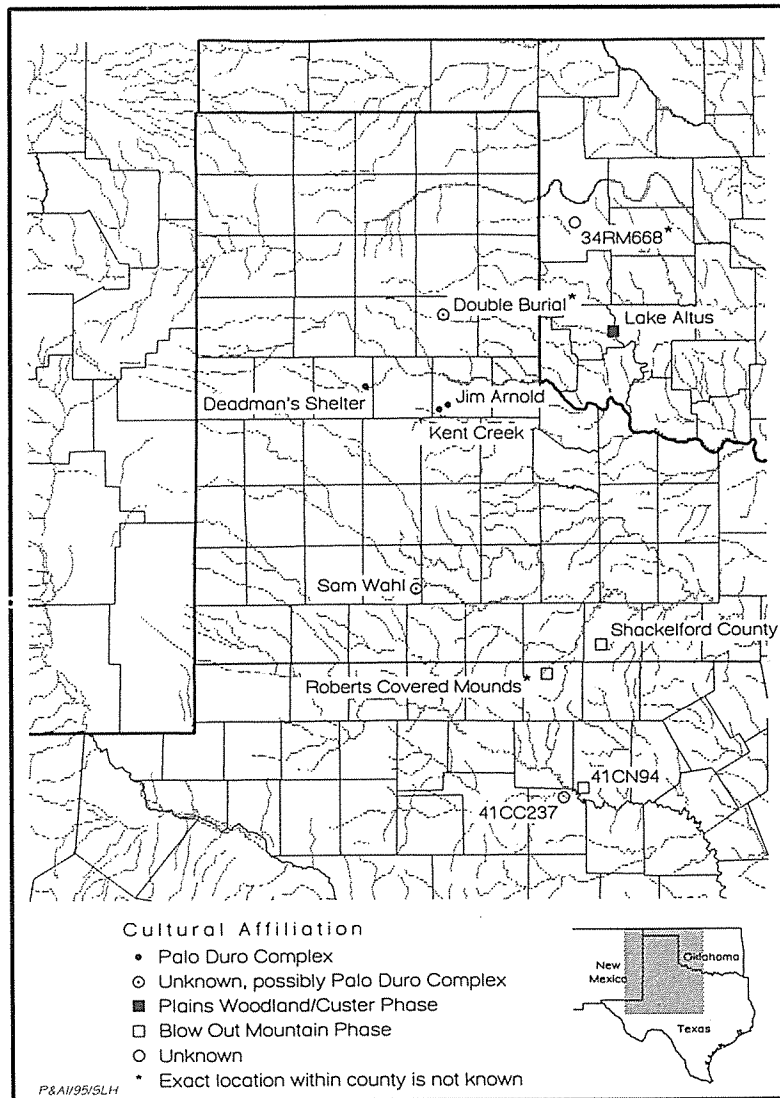 34RM668*
Double Burial*
Lake Altus
Deadman's Shelter
Jim Arnold
Kent Creek
Sam Wahl
Shackelford County
Roberts Covered Mounds*
41CN94
41CC237
Cultural Affiliation
• Palo Duro Complex
⊙ Unknown, possibly Palo Duro Complex
■ Plains Woodland/Custer Phase
□ Blow Out Mountain Phase
○ Unknown
* Exact location within county is not known
New
Mexico
Oklahoma
Texas
P&AI/95/SLH